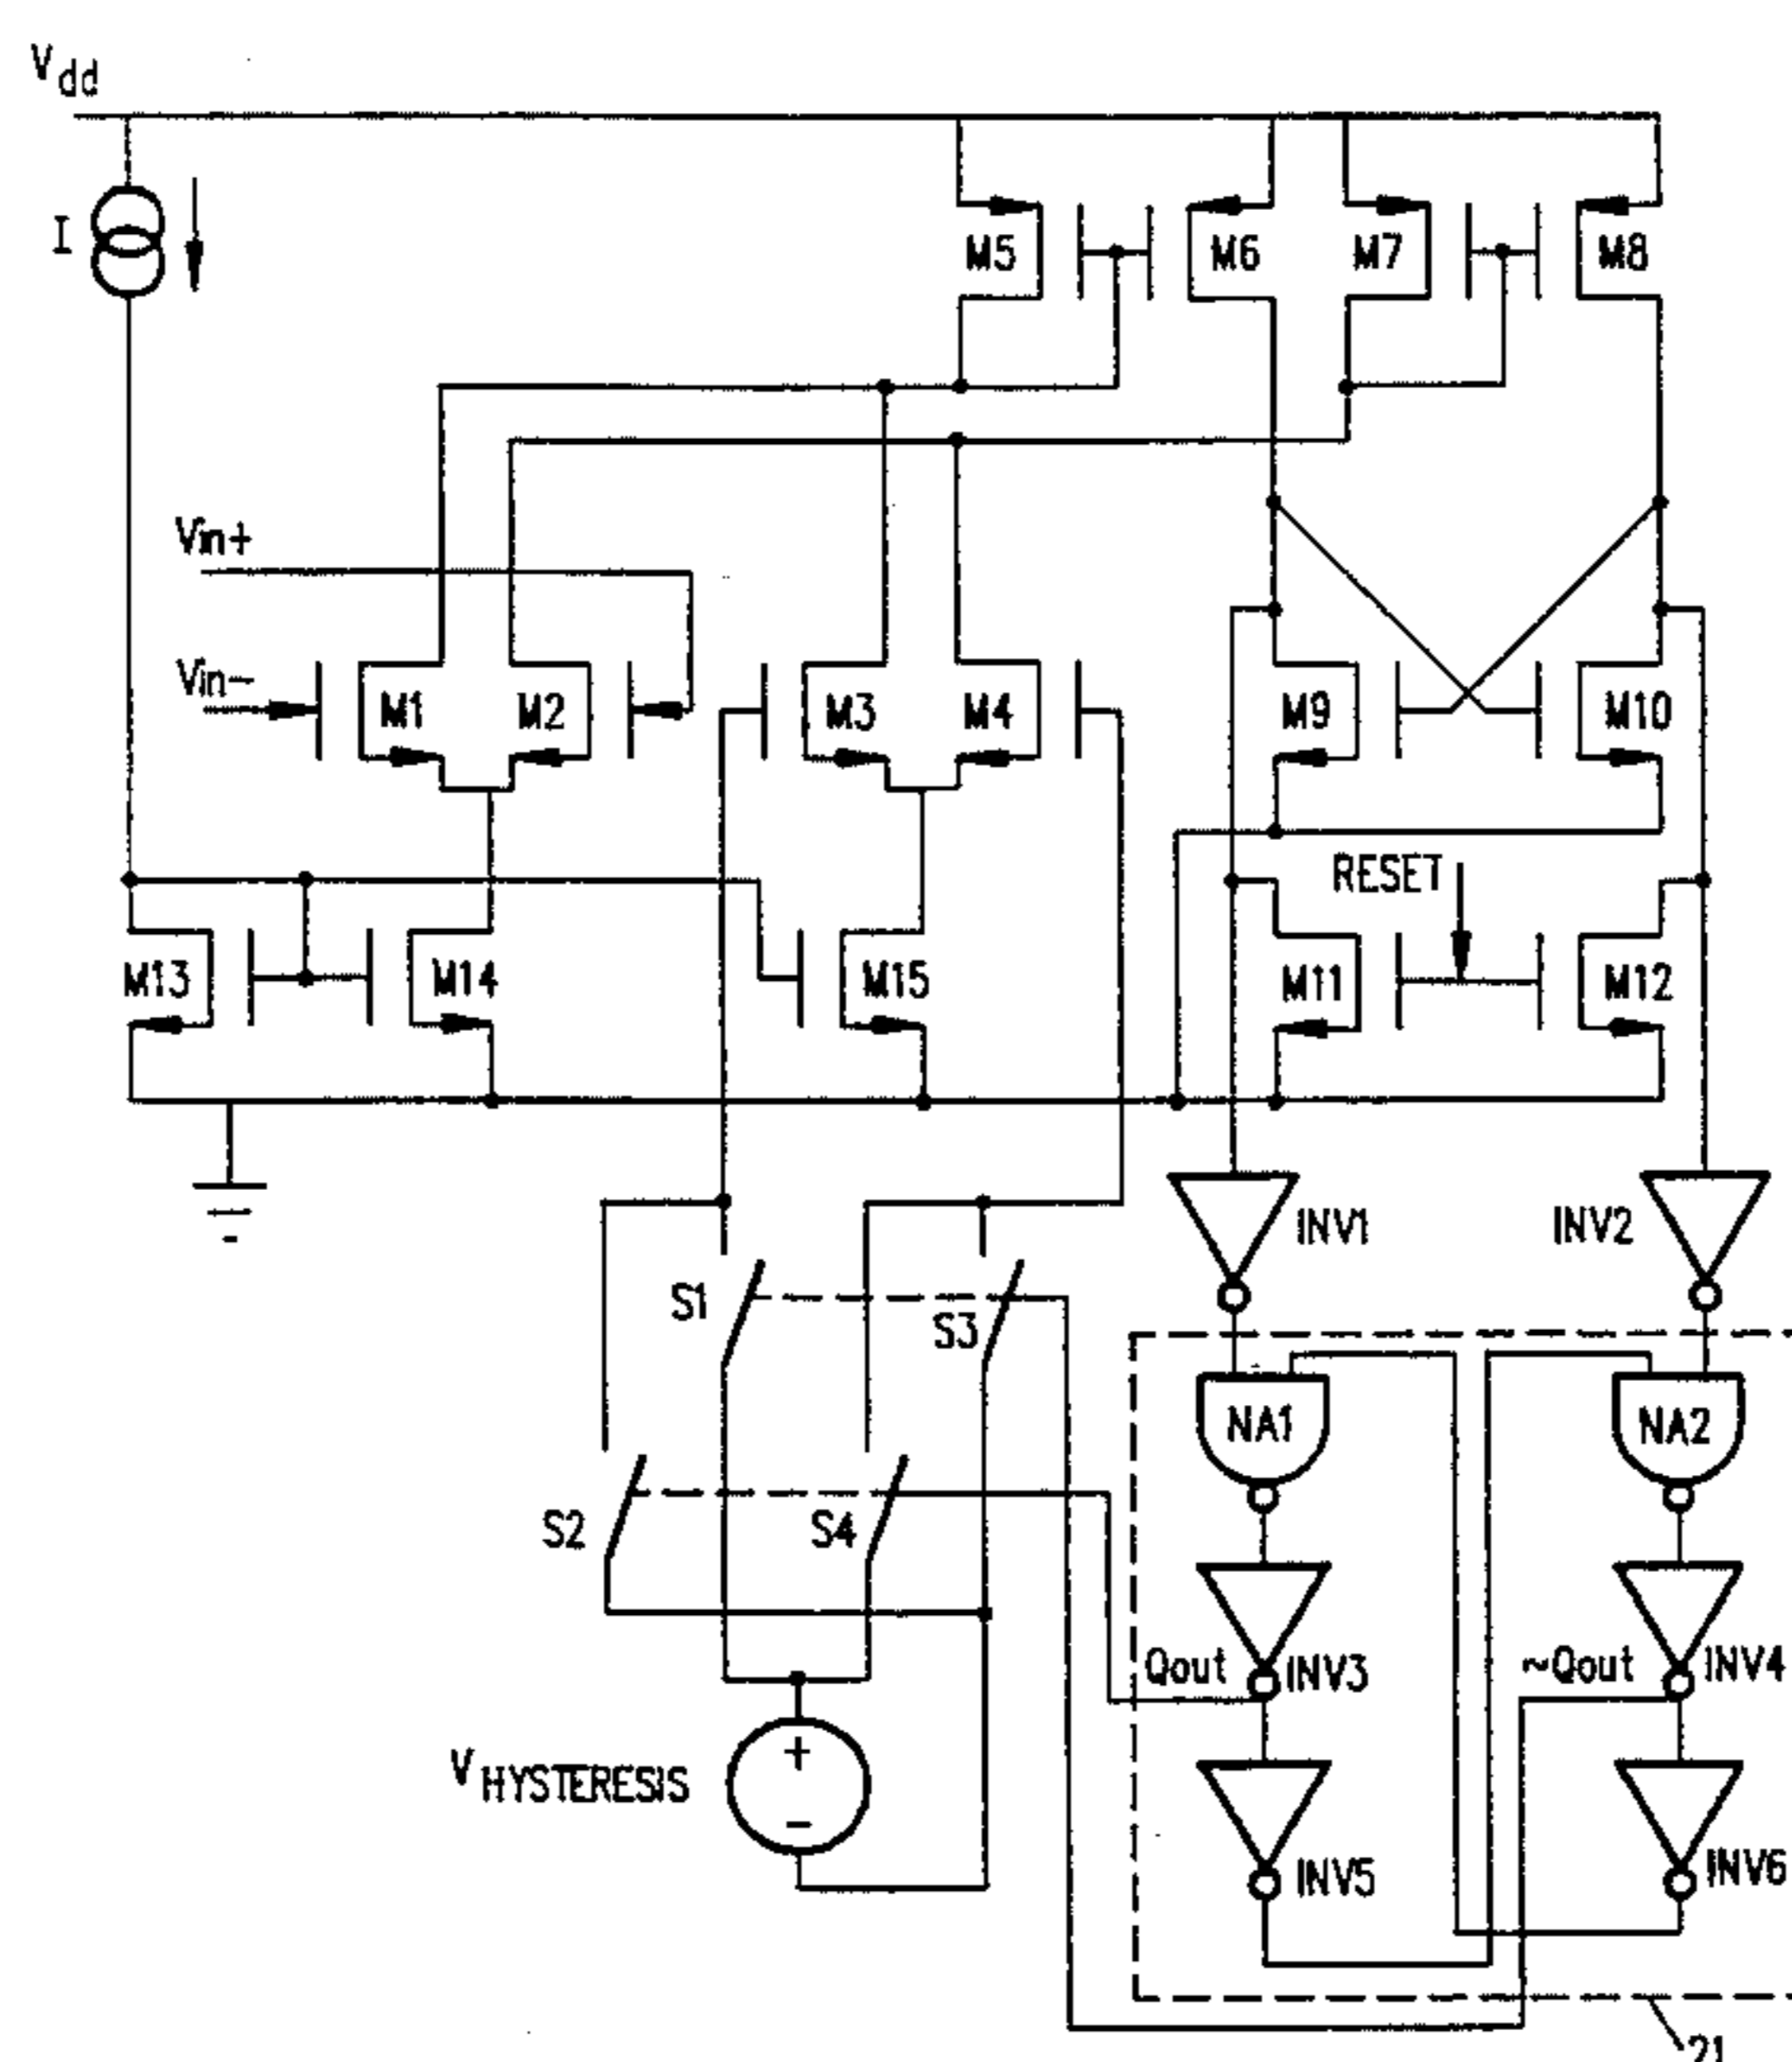 Vdd
I
M5
M6
M7
M8
Vin+
Vin-
M1
M2
M3
M4
M9
M10
RESET
M13
M14
M15
M11
M12
INV1
INV2
S1
S3
NA1
NA2
S2
S4
Qout
INV3
~Qout
INV4
VHYSTERESIS
+
-
INV5
INV6
21